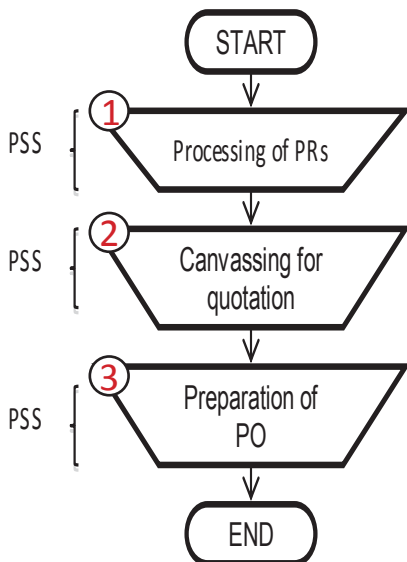 START
1
PSS
Processing of PRs
2
PSS
Canvassing for
quotation
3
PSS
Preparation of
PO
END